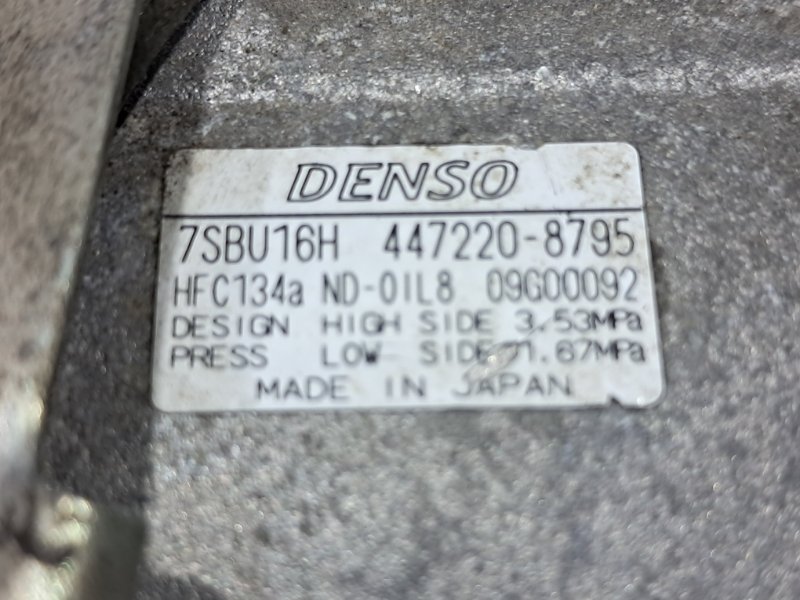 DENSO
7SBU16H 447220-8795
HFC134a ND-OIL8 09G00092
DESIGN HIGH SIDE 3.53MPa
PRESS LOW SIDE 1.67MPa
MADE IN JAPAN